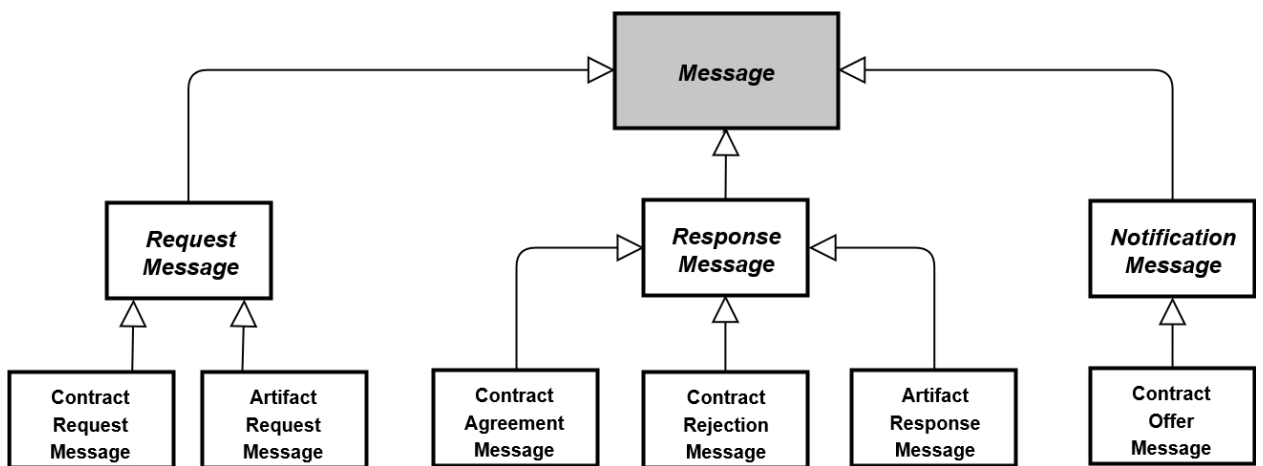 Message
Request
Message
Response
Message
Notification
Message
Contract
Request
Message
Artifact
Request
Message
Contract
Agreement
Message
Contract
Rejection
Message
Artifact
Response
Message
Contract
Offer
Message